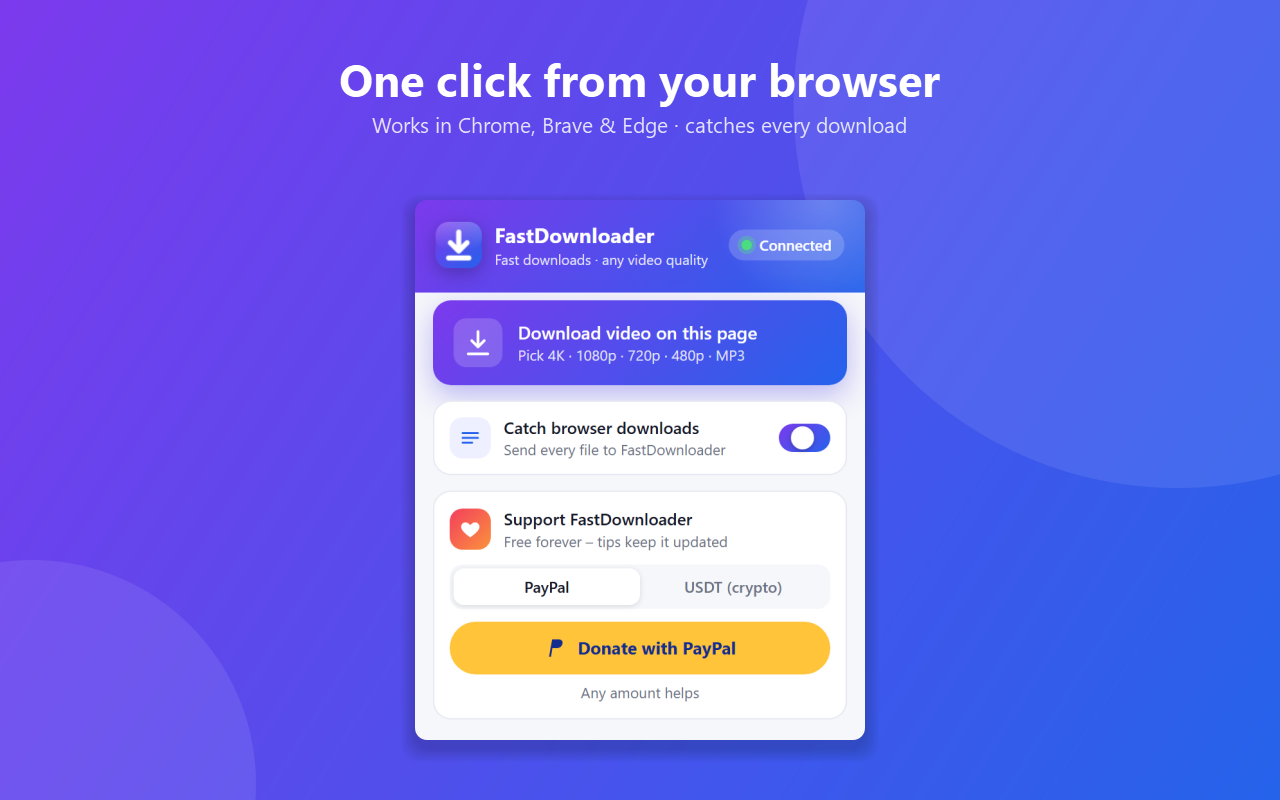 One click from your browser
Works in Chrome, Brave & Edge · catches every download
FastDownloader
Fast downloads · any video quality
Connected
Download video on this page
Pick 4K · 1080p · 720p · 480p · MP3
Catch browser downloads
Send every file to FastDownloader
Support FastDownloader
Free forever – tips keep it updated
PayPal
USDT (crypto)
Donate with PayPal
Any amount helps